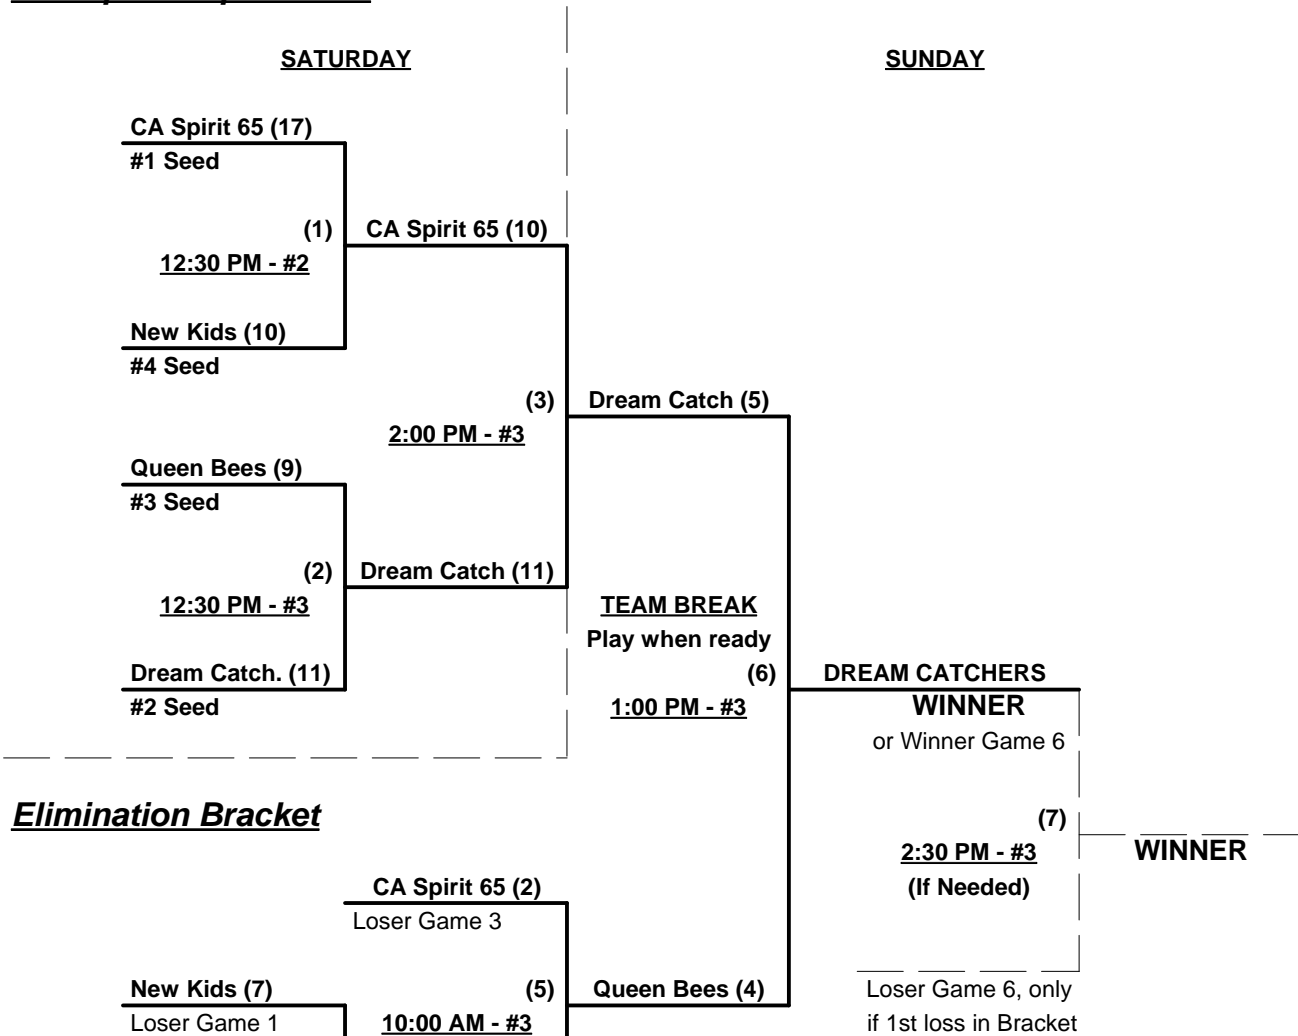 SATURDAY
SUNDAY
CA Spirit 65 (17)
#1 Seed
(1)
CA Spirit 65 (10)
12:30 PM - #2
New Kids (10)
#4 Seed
(3)
Dream Catch (5)
2:00 PM - #3
Queen Bees (9)
#3 Seed
(2)
Dream Catch (11)
12:30 PM - #3
TEAM BREAK
Play when ready
Dream Catch. (11)
(6)
DREAM CATCHERS
#2 Seed
1:00 PM - #3
WINNER
or Winner Game 6
Elimination Bracket
(7)
2:30 PM - #3
WINNER
(If Needed)
CA Spirit 65 (2)
Loser Game 3
New Kids (7)
(5)
Queen Bees (4)
Loser Game 6, only
Loser Game 1
10:00 AM - #3
if 1st loss in Bracket